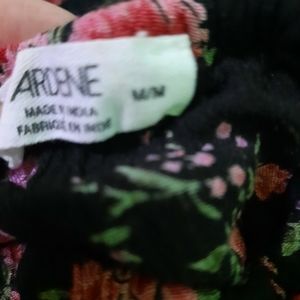 ARDENE
M/M
MADE IN INDIA
FABRIQUÉ EN INDE